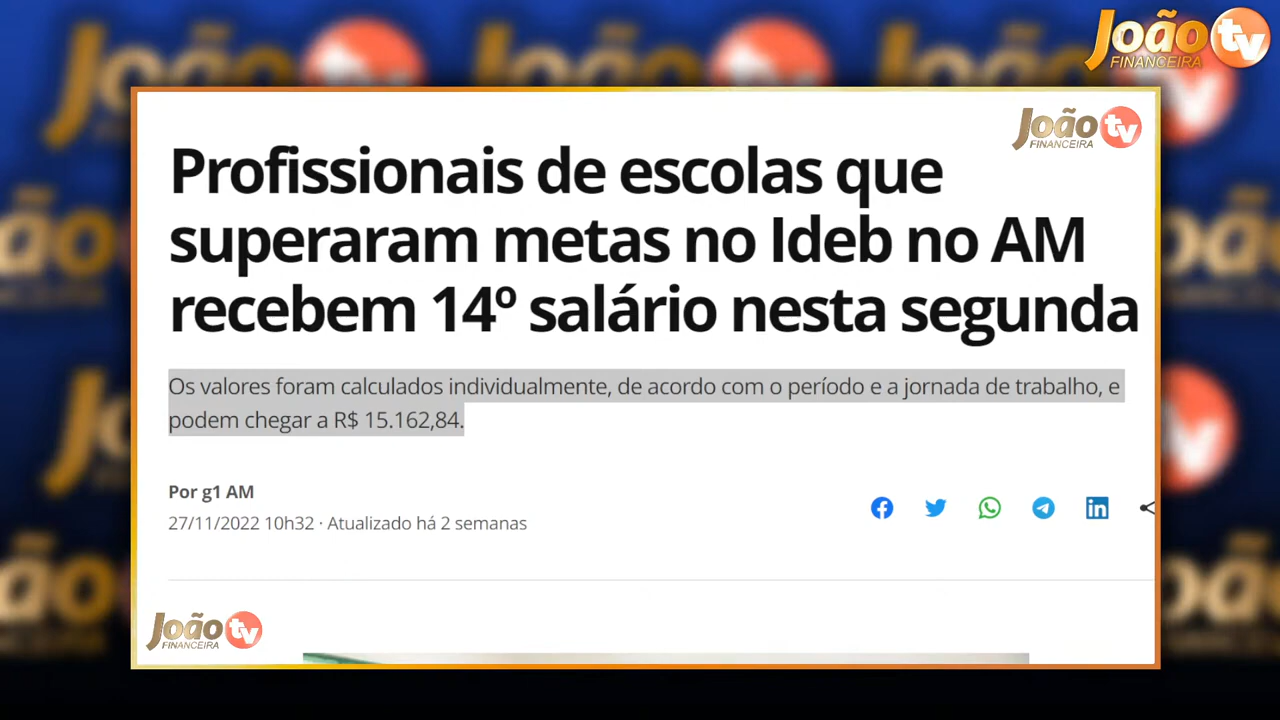 João tv
FINANCEIRA
João tv
FINANCEIRA
Profissionais de escolas que
superaram metas no Ideb no AM
recebem 14º salário nesta segunda
Os valores foram calculados individualmente, de acordo com o período e a jornada de trabalho, e
podem chegar a R$ 15.162,84.
Por g1 AM
27/11/2022 10h32 · Atualizado há 2 semanas
João tv
FINANCEIRA